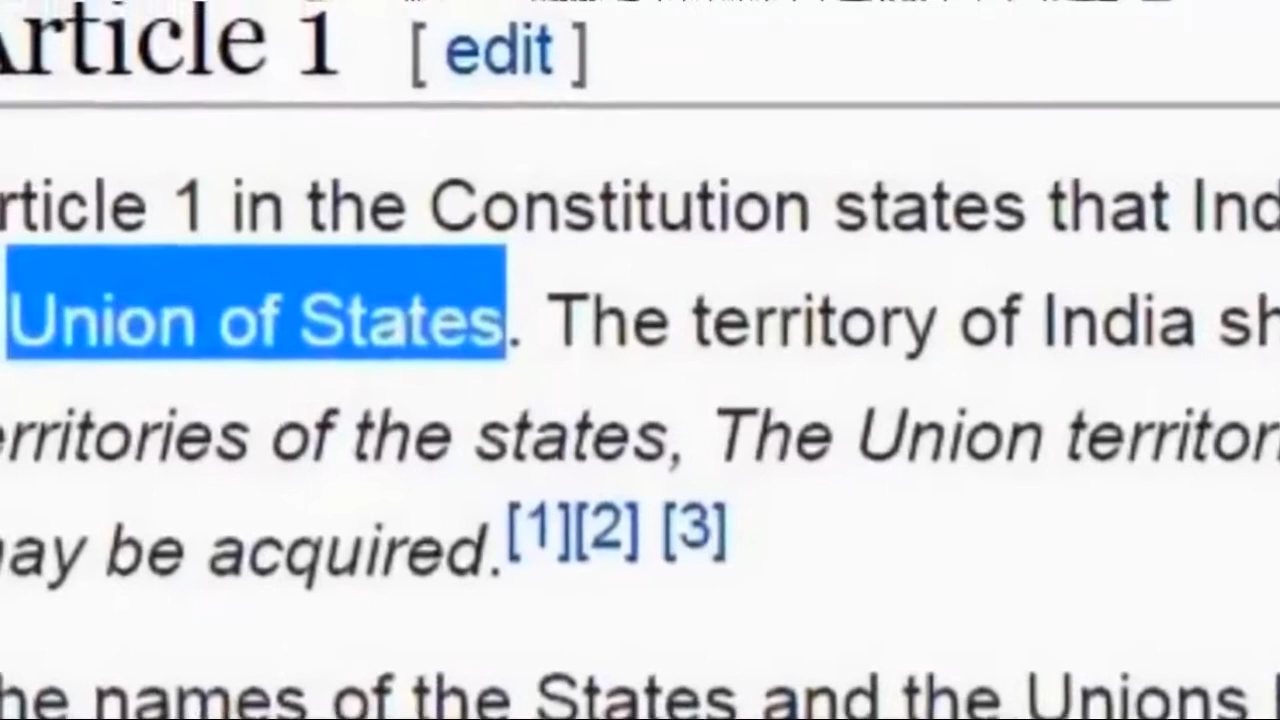 Article 1 [ edit ]
rticle 1 in the Constitution states that Ind
Union of States. The territory of India sh
erritories of the states, The Union territor
may be acquired.[1][2] [3]
he names of the States and the Unions